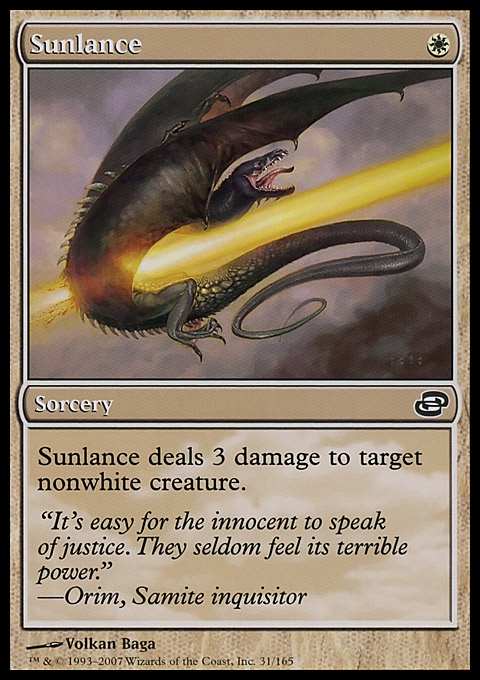 Sunlance
Sorcery
Sunlance deals 3 damage to target
nonwhite creature.
“It’s easy for the innocent to speak
of justice. They seldom feel its terrible
power.”
—Orim, Samite inquisitor
Volkan Baga
™ & © 1993–2007 Wizards of the Coast, Inc. 31/165